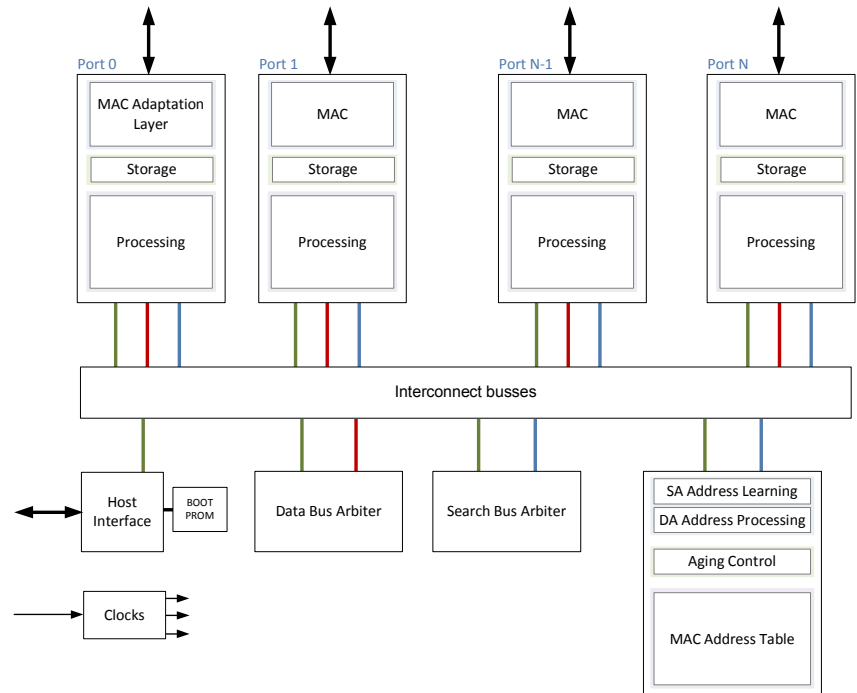 Port 0
Port 1
Port N-1
Port N
MAC Adaptation
Layer
MAC
MAC
MAC
Storage
Storage
Storage
Storage
Processing
Processing
Processing
Processing
Interconnect busses
Host
Interface
BOOT
PROM
Data Bus Arbiter
Search Bus Arbiter
SA Address Learning
DA Address Processing
Aging Control
MAC Address Table
Clocks